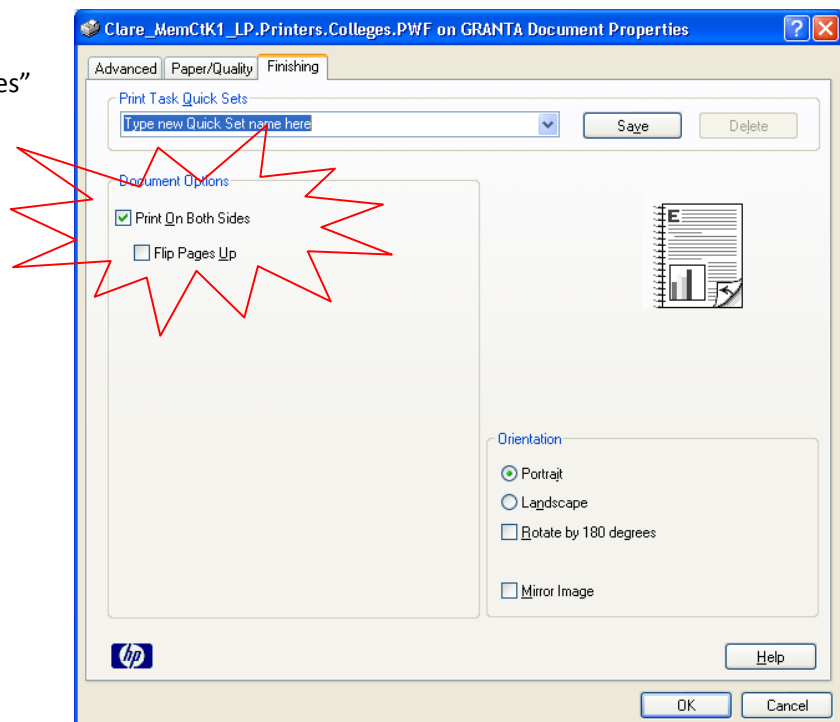 Clare_MemCtK1_LP.Printers.Colleges.PWF on GRANTA Document Properties
es”
Advanced Paper/Quality Finishing
Print Task Quick Sets
Type new Quick Set name here Save Delete
Document Options
Print On Both Sides
Flip Pages Up
E
Orientation
Portrait
Landscape
Rotate by 180 degrees
Mirror Image
hp
Help
OK Cancel